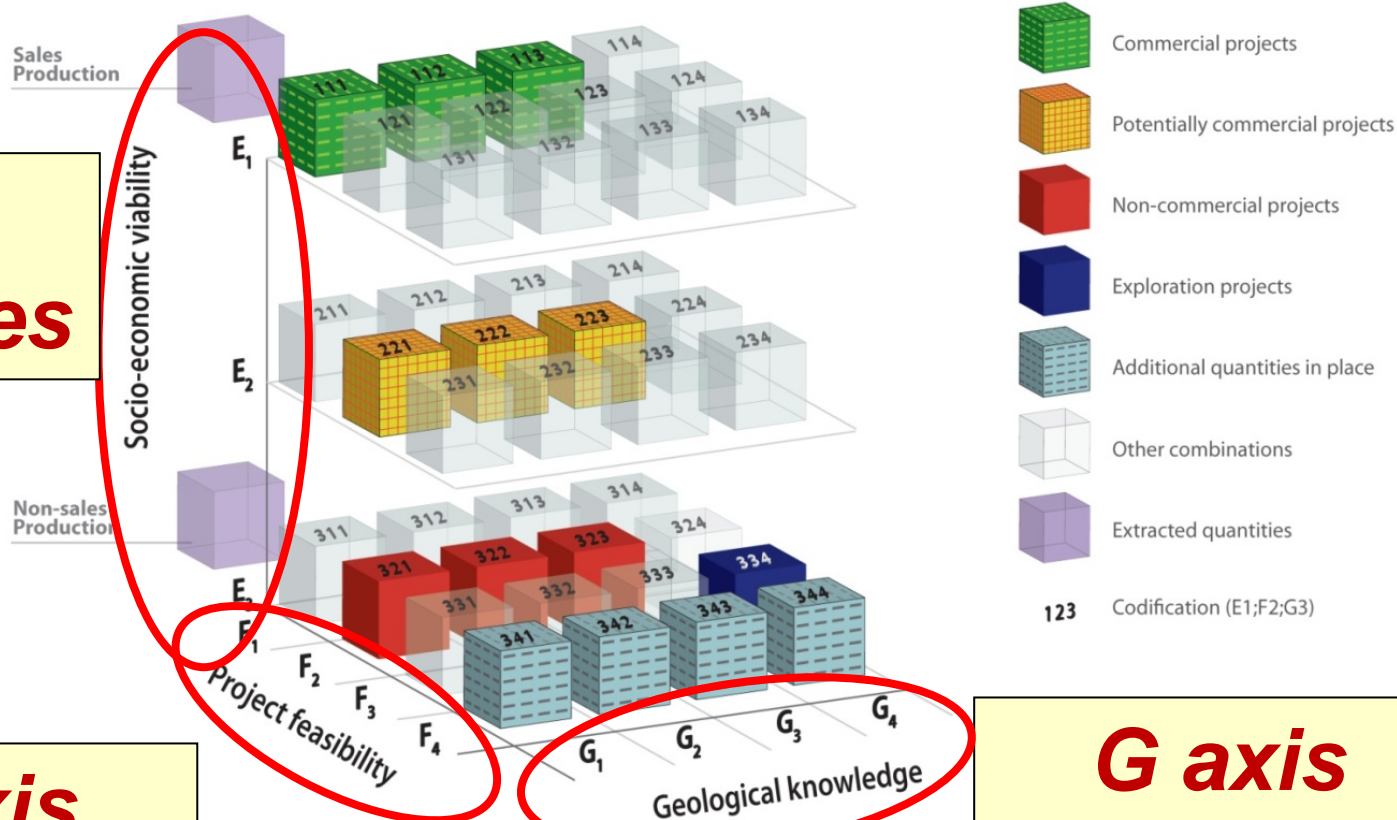 Sales
Production
Socio-economic viability
E1
111
112
113
114
121
122
123
124
131
132
133
134
E2
211
212
213
214
221
222
223
224
231
232
233
234
Non-sales
Production
E3
311
312
313
314
321
322
323
324
331
332
333
334
341
342
343
344
F1
F2
F3
F4
Project feasibility
G1
G2
G3
G4
Geological knowledge
Commercial projects
Potentially commercial projects
Non-commercial projects
Exploration projects
Additional quantities in place
Other combinations
Extracted quantities
123 Codification (E1;F2;G3)
G axis